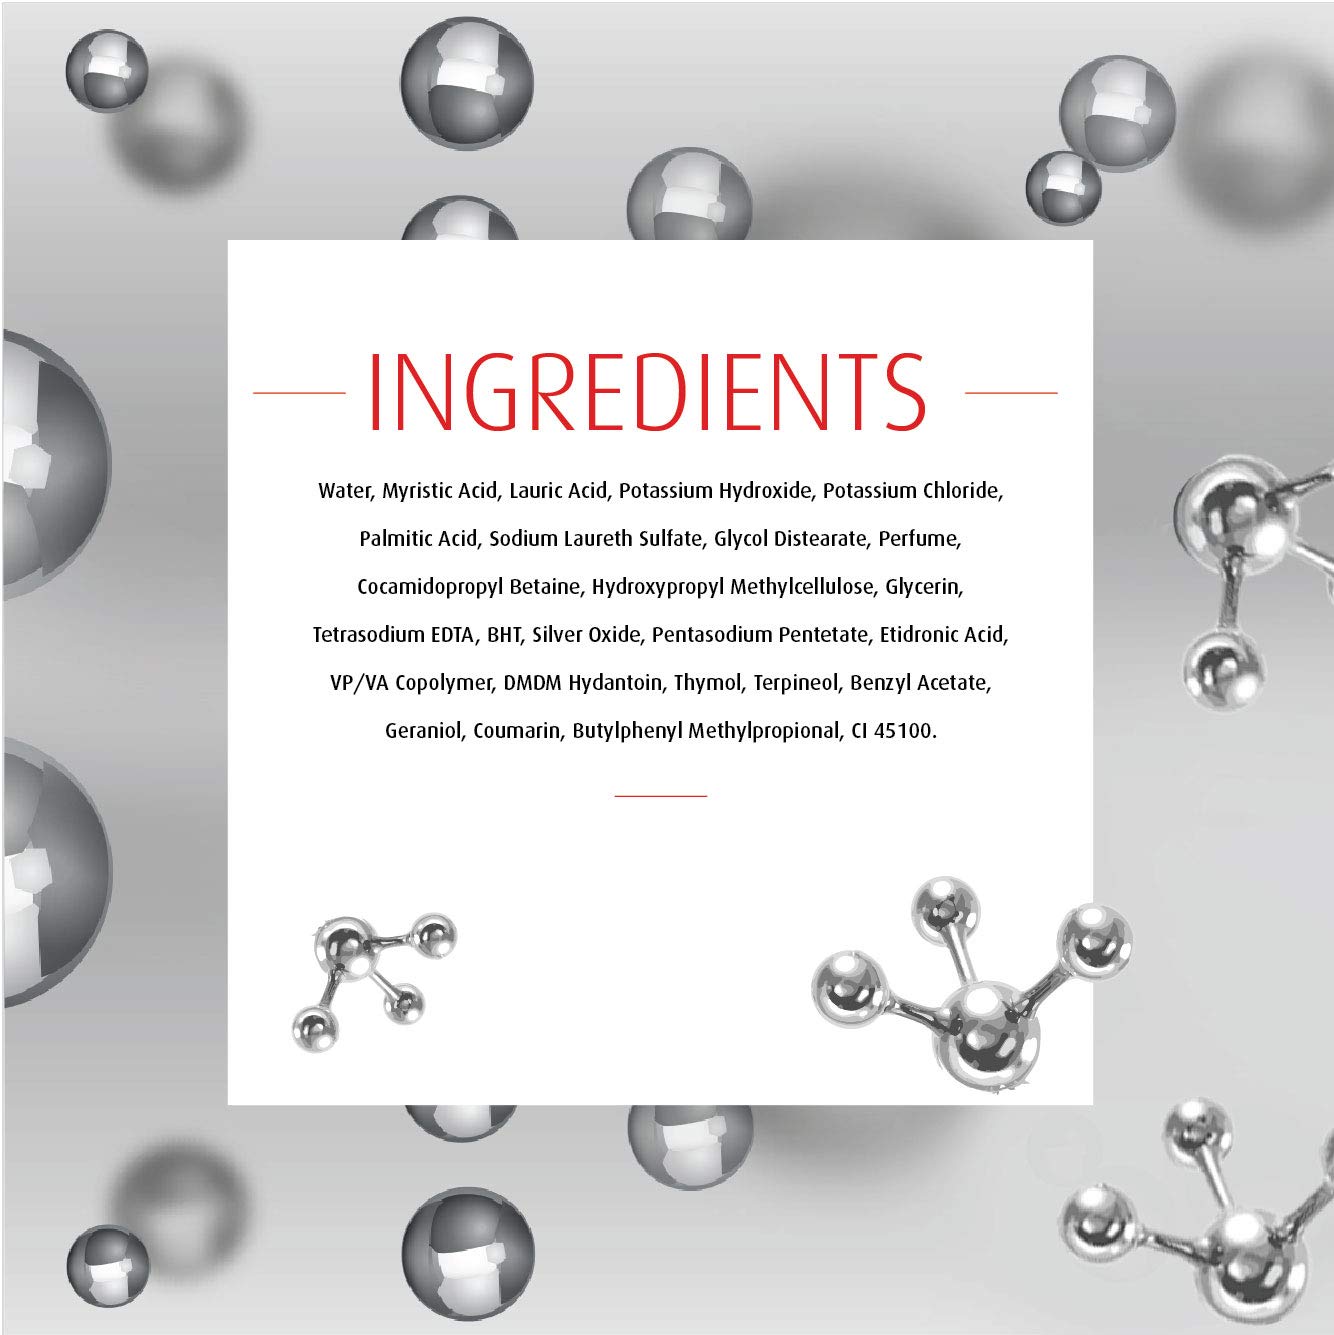 INGREDIENTS
Water, Myristic Acid, Lauric Acid, Potassium Hydroxide, Potassium Chloride,
Palmitic Acid, Sodium Laureth Sulfate, Glycol Distearate, Perfume,
Cocamidopropyl Betaine, Hydroxypropyl Methylcellulose, Glycerin,
Tetrasodium EDTA, BHT, Silver Oxide, Pentasodium Pentetate, Etidronic Acid,
VP/VA Copolymer, DMDM Hydantoin, Thymol, Terpineol, Benzyl Acetate,
Geraniol, Coumarin, Butylphenyl Methylpropional, CI 45100.